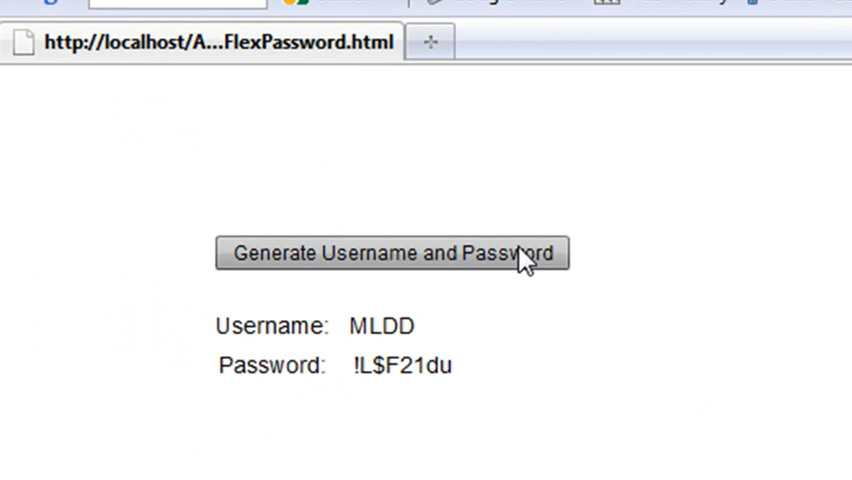 http://localhost/A...FlexPassword.html
Generate Username and Password
Username: MLDD
Password: !L$F21du